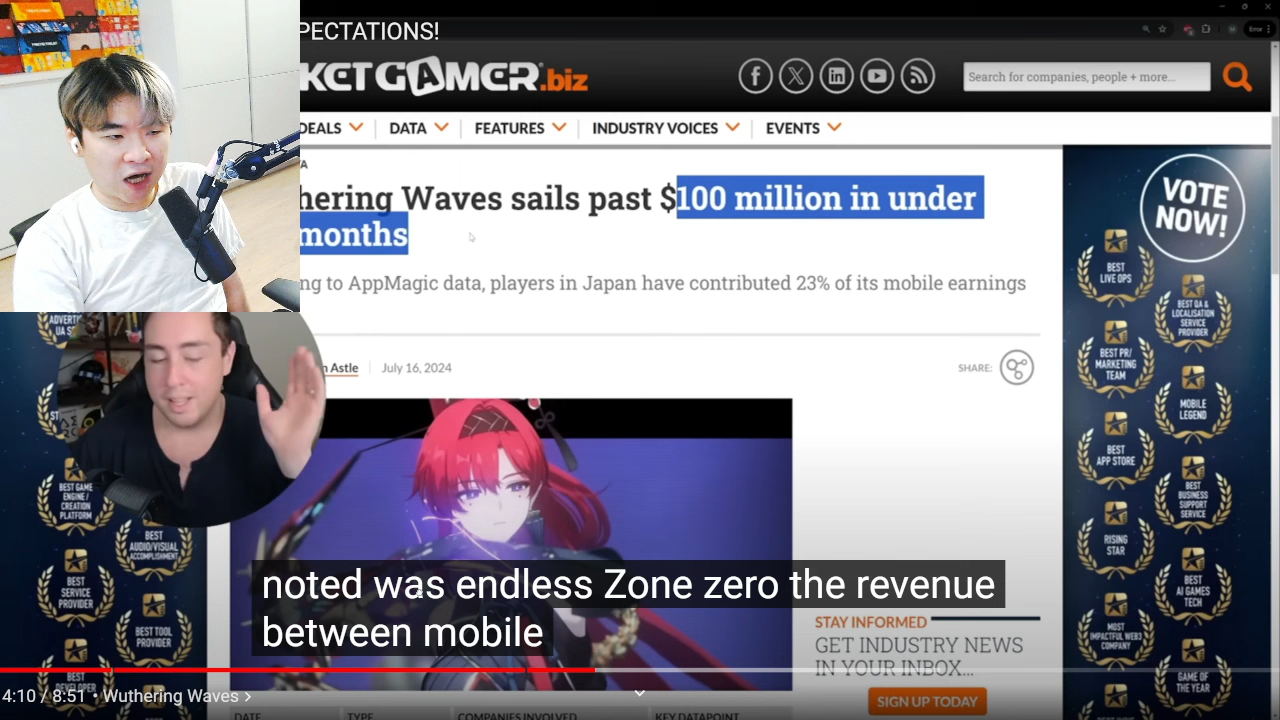 PECTATIONS!
KET GAMER.biz
Search for companies, people + more...
DEALS
DATA
FEATURES
INDUSTRY VOICES
EVENTS
hering Waves sails past $100 million in under
months
ng to AppMagic data, players in Japan have contributed 23% of its mobile earnings
n Astle
July 16, 2024
SHARE:
VOTE
NOW!
BEST
LIVE OPS
BEST QA &
LOCALISATION
SERVICE
PROVIDER
BEST PR/
MARKETING
TEAM
MOBILE
LEGEND
BEST
APP STORE
BEST
BUSINESS
SUPPORT
SERVICE
RISING
STAR
BEST
AI GAMES
TECH
MOST
IMPACTFUL WEB3
COMPANY
GAME OF
THE YEAR
BEST GAME
ENGINE /
CREATION
PLATFORM
BEST
AUDIO/VISUAL
ACCOMPLISHMENT
BEST
SERVICE
PROVIDER
BEST TOOL
PROVIDER
BEST
DEVELOPER
noted was endless Zone zero the revenue
between mobile
STAY INFORMED
GET INDUSTRY NEWS
IN YOUR INBOX...
SIGN UP TODAY
4:10 / 8:51 • Wuthering Waves >
DATE
TYPE
COMPANIES INVOLVED
KEY DATAPOINT